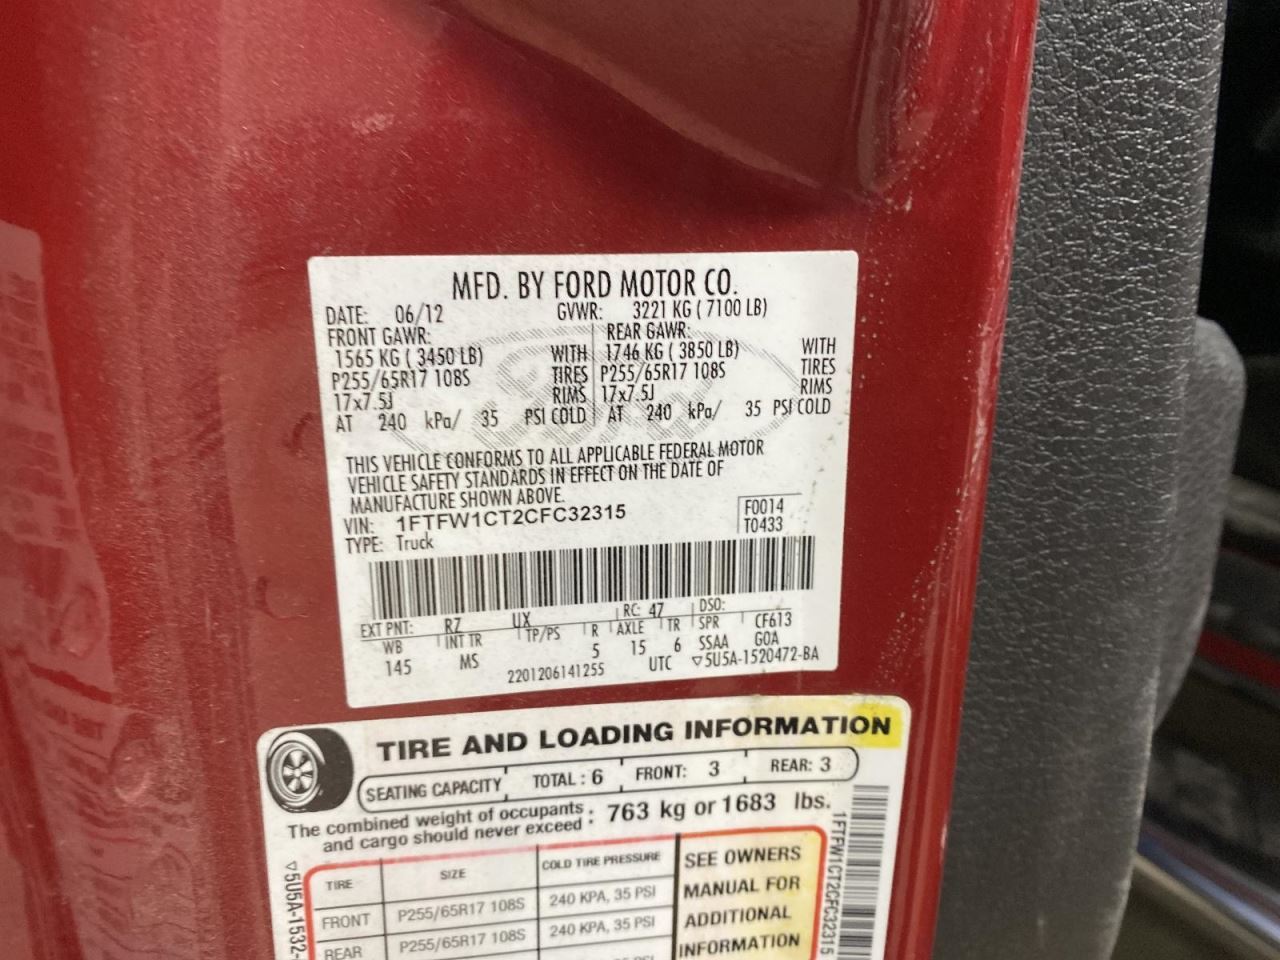 MFD. BY FORD MOTOR CO.
DATE: 06/12 GVWR: 3221 KG ( 7100 LB)
FRONT GAWR: REAR GAWR:
1565 KG ( 3450 LB) WITH 1746 KG ( 3850 LB) WITH
P255/65R17 108S TIRES P255/65R17 108S TIRES
17x7.5J RIMS 17x7.5J RIMS
AT 240 kPa/ 35 PSI COLD AT 240 kPa/ 35 PSI COLD
THIS VEHICLE CONFORMS TO ALL APPLICABLE FEDERAL MOTOR
VEHICLE SAFETY STANDARDS IN EFFECT ON THE DATE OF
MANUFACTURE SHOWN ABOVE.
VIN: 1FTFW1CT2CFC32315 F0014
TYPE: Truck T0433
EXT PNT: RZ UX RC: 47 DSO:
WB INT TR TP/PS R AXLE TR SPR CF613
145 MS 5 15 6 SSAA GOA
2201206141255 UTC ▽5U5A-1520472-BA
TIRE AND LOADING INFORMATION
SEATING CAPACITY TOTAL : 6 FRONT: 3 REAR: 3
The combined weight of occupants
and cargo should never exceed : 763 kg or 1683 lbs.
TIRE SIZE COLD TIRE PRESSURE SEE OWNERS
FRONT P255/65R17 108S 240 KPA, 35 PSI MANUAL FOR
REAR P255/65R17 108S 240 KPA, 35 PSI ADDITIONAL
INFORMATION
▽5U5A-1532-
1FTFW1CT2CFC32315